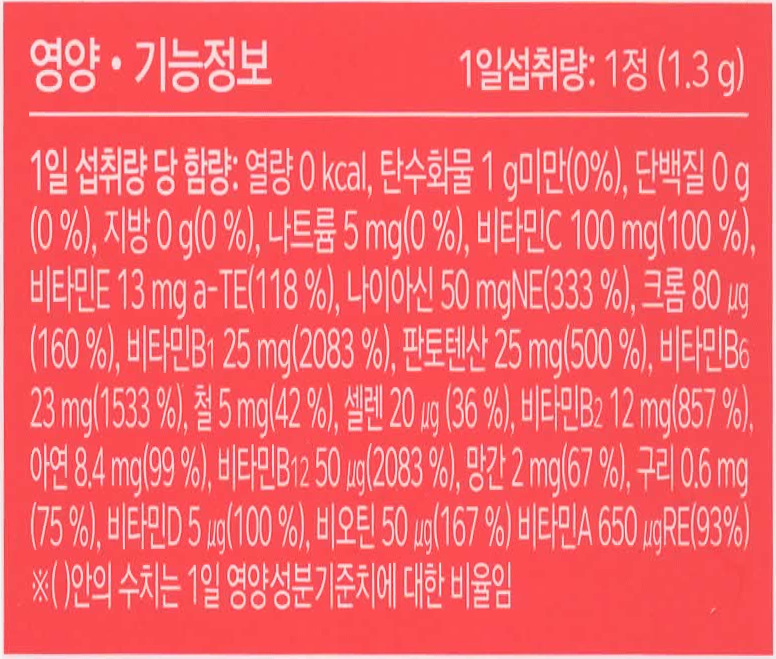 영양 • 기능정보 1일섭취량: 1정 (1.3 g)
1일 섭취량 당 함량: 열량 0 kcal, 탄수화물 1 g미만(0%), 단백질 0 g
(0 %), 지방 0 g(0 %), 나트륨 5 mg(0 %), 비타민C 100 mg(100 %),
비타민E 13 mg a-TE(118 %), 나이아신 50 mgNE(333 %), 크롬 80 μg
(160 %), 비타민B1 25 mg(2083 %), 판토텐산 25 mg(500 %), 비타민B6
23 mg(1533 %), 철 5 mg(42 %), 셀렌 20 μg (36 %), 비타민B2 12 mg(857 %),
아연 8.4 mg(99 %), 비타민B12 50 μg(2083 %), 망간 2 mg(67 %), 구리 0.6 mg
(75 %), 비타민D 5 μg(100 %), 비오틴 50 μg(167 %) 비타민A 650 μgRE(93%)
※( )안의 수치는 1일 영양성분기준치에 대한 비율임